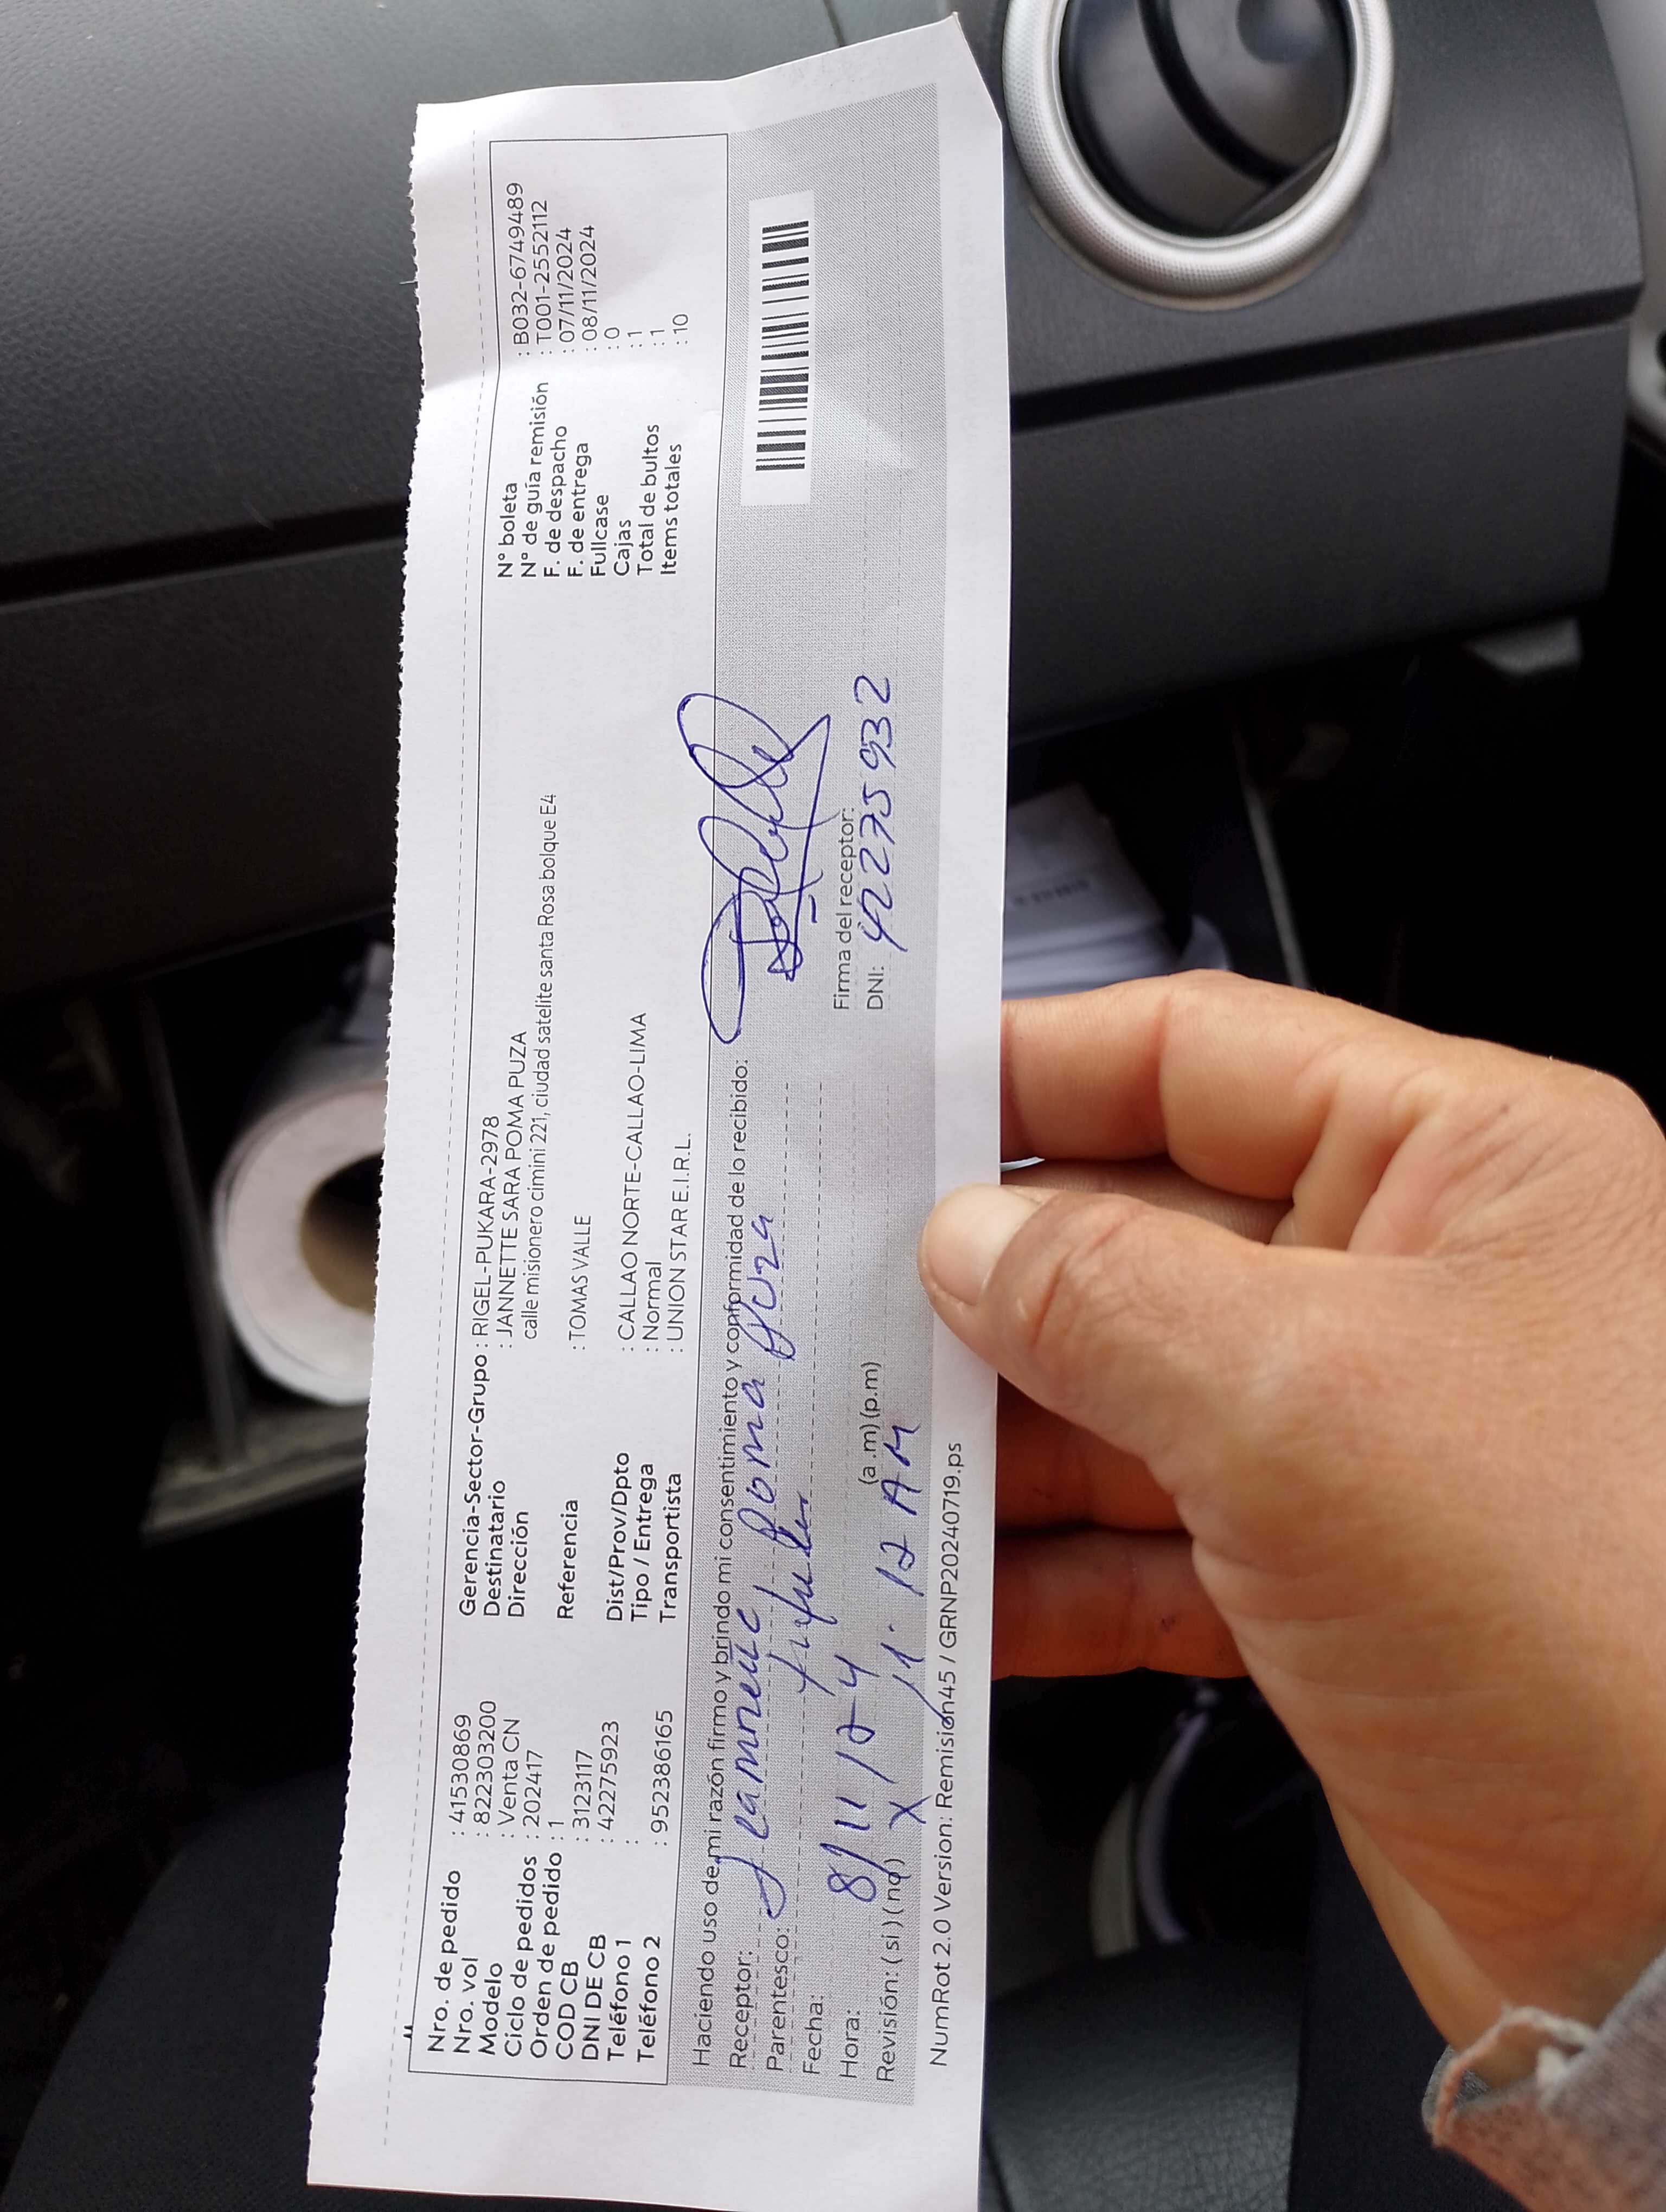 Nro. de pedido : 41530869
Nro. vol : 822303200
Modelo : Venta CN
Ciclo de pedidos : 202417
Orden de pedido : 1
COD CB : 3123117
DNI DE CB : 42275923
Teléfono 1 :
Teléfono 2 : 952386165
Gerencia-Sector-Grupo : RIGEL-PUKARA-2978
Destinatario : JANNETTE SARA POMA PUZA
Dirección calle misionero cimini 221, ciudad satelite santa Rosa bolque E4
Referencia : TOMAS VALLE
Dist/Prov/Dpto : CALLAO NORTE-CALLAO-LIMA
Tipo / Entrega : Normal
Transportista : UNION STAR E.I.R.L.
N° boleta : B032-6749489
N° de guía remisión : T001-2552112
F. de despacho : 07/11/2024
F. de entrega : 08/11/2024
Fullcase : 0
Cajas : 1
Total de bultos : 1
Items totales : 10
Haciendo uso de mi razón firmo y brindo mi consentimiento y conformidad de lo recibido:
Receptor: Poma Puza
Parentesco: titular
Fecha: 8/11/24
Hora: 11:12 AM (a .m) (p.m)
Revisión: ( si ) ( no ) X
Firma del receptor:
DNI: 42275932
NumRot 2.0 Version: Remision45 / GRNP20240719.ps